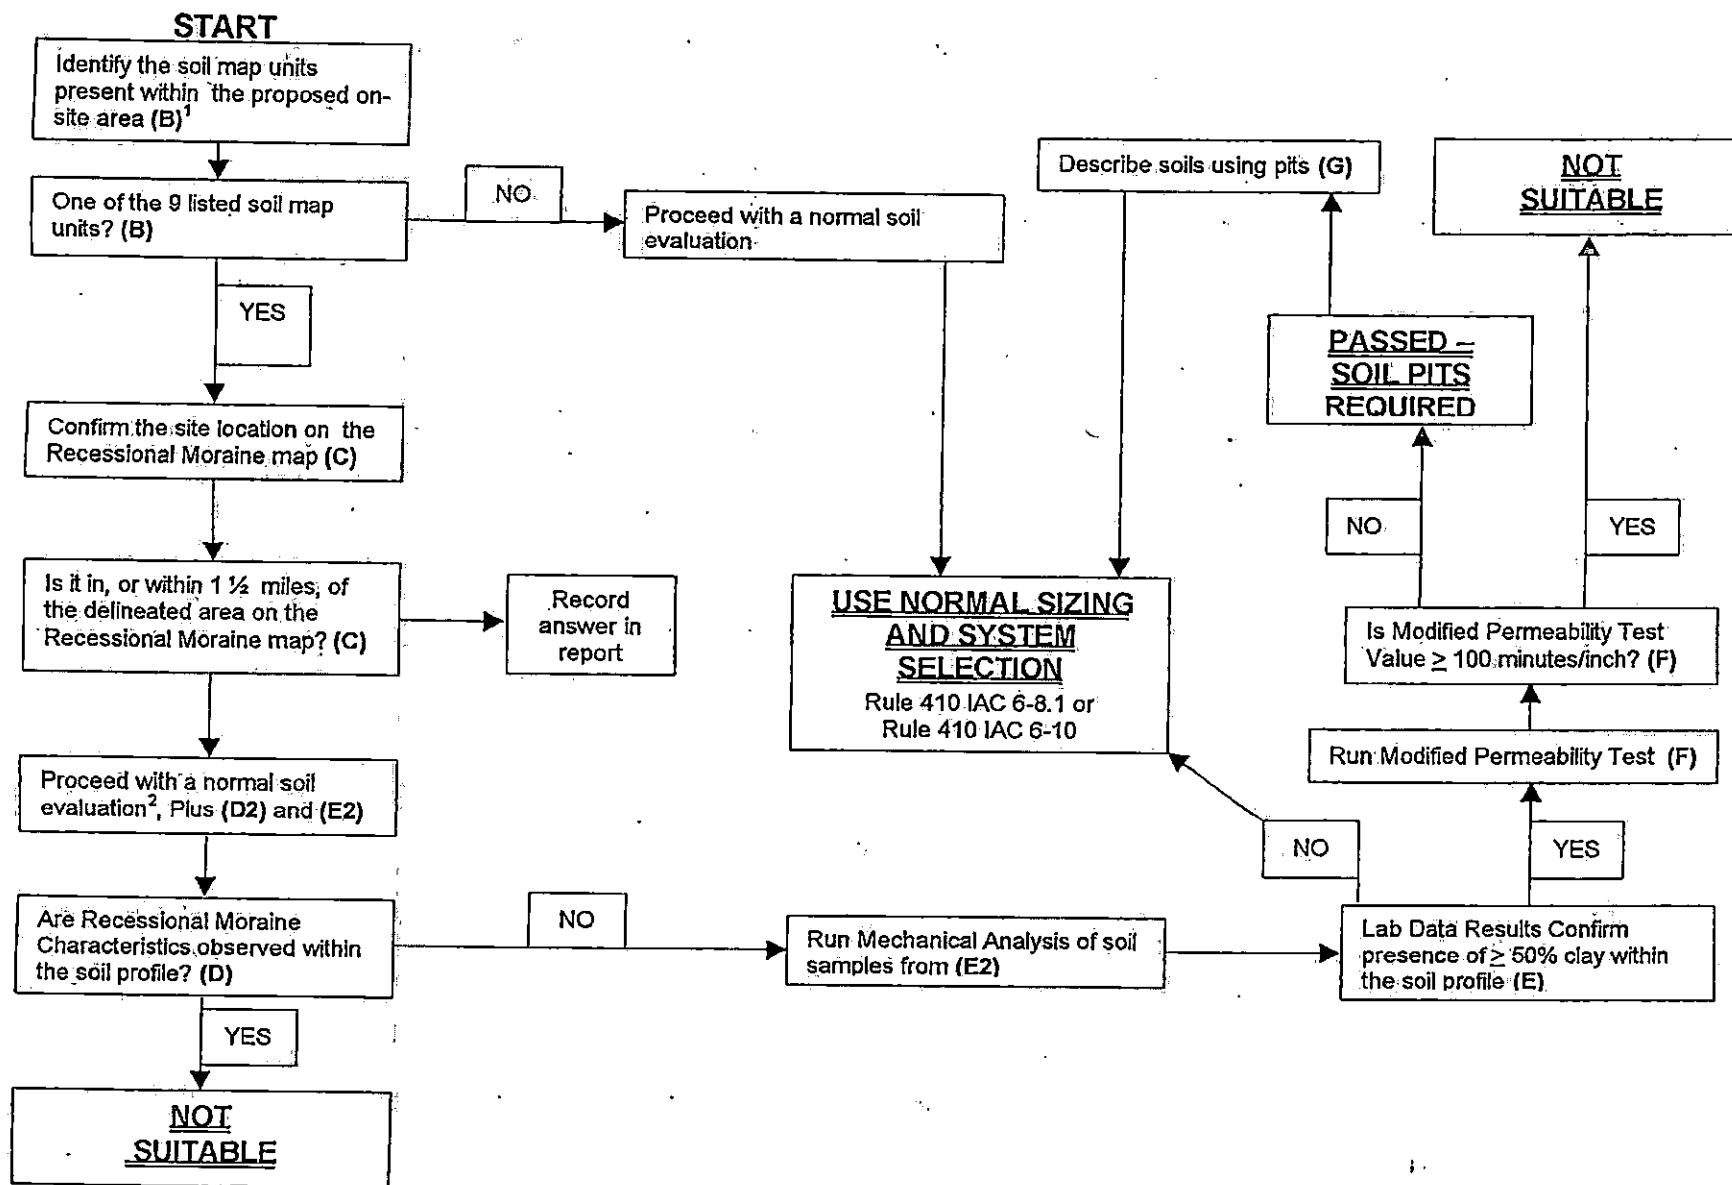 START
Identify the soil map units
present within the proposed on-
site area (B)¹
One of the 9 listed soil map
units? (B)
NO
Proceed with a normal soil
evaluation
YES
Confirm the site location on the
Recessional Moraine map (C)
Is it in, or within 1 ½ miles, of
the delineated area on the
Recessional Moraine map? (C)
Record
answer in
report
Proceed with a normal soil
evaluation², Plus (D2) and (E2)
Are Recessional Moraine
Characteristics observed within
the soil profile? (D)
YES
NOT
SUITABLE
NO
Run Mechanical Analysis of soil
samples from (E2)
Lab Data Results Confirm
presence of ≥ 50% clay within
the soil profile (E)
NO
YES
Run Modified Permeability Test (F)
Is Modified Permeability Test
Value ≥ 100 minutes/inch? (F)
NO
YES
PASSED –
SOIL PITS
REQUIRED
NOT
SUITABLE
Describe soils using pits (G)
USE NORMAL SIZING
AND SYSTEM
SELECTION
Rule 410 IAC 6-8.1 or
Rule 410 IAC 6-10